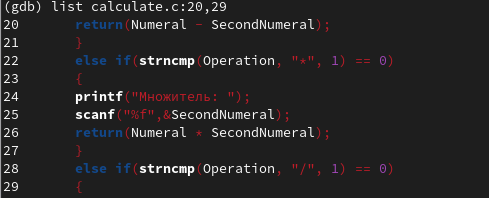 (gdb) list calculate.c:20,29
20 return(Numeral - SecondNumeral);
21 }
22 else if(strncmp(Operation, "*", 1) == 0)
23 {
24 printf("Множитель: ");
25 scanf("%f",&SecondNumeral);
26 return(Numeral * SecondNumeral);
27 }
28 else if(strncmp(Operation, "/", 1) == 0)
29 {